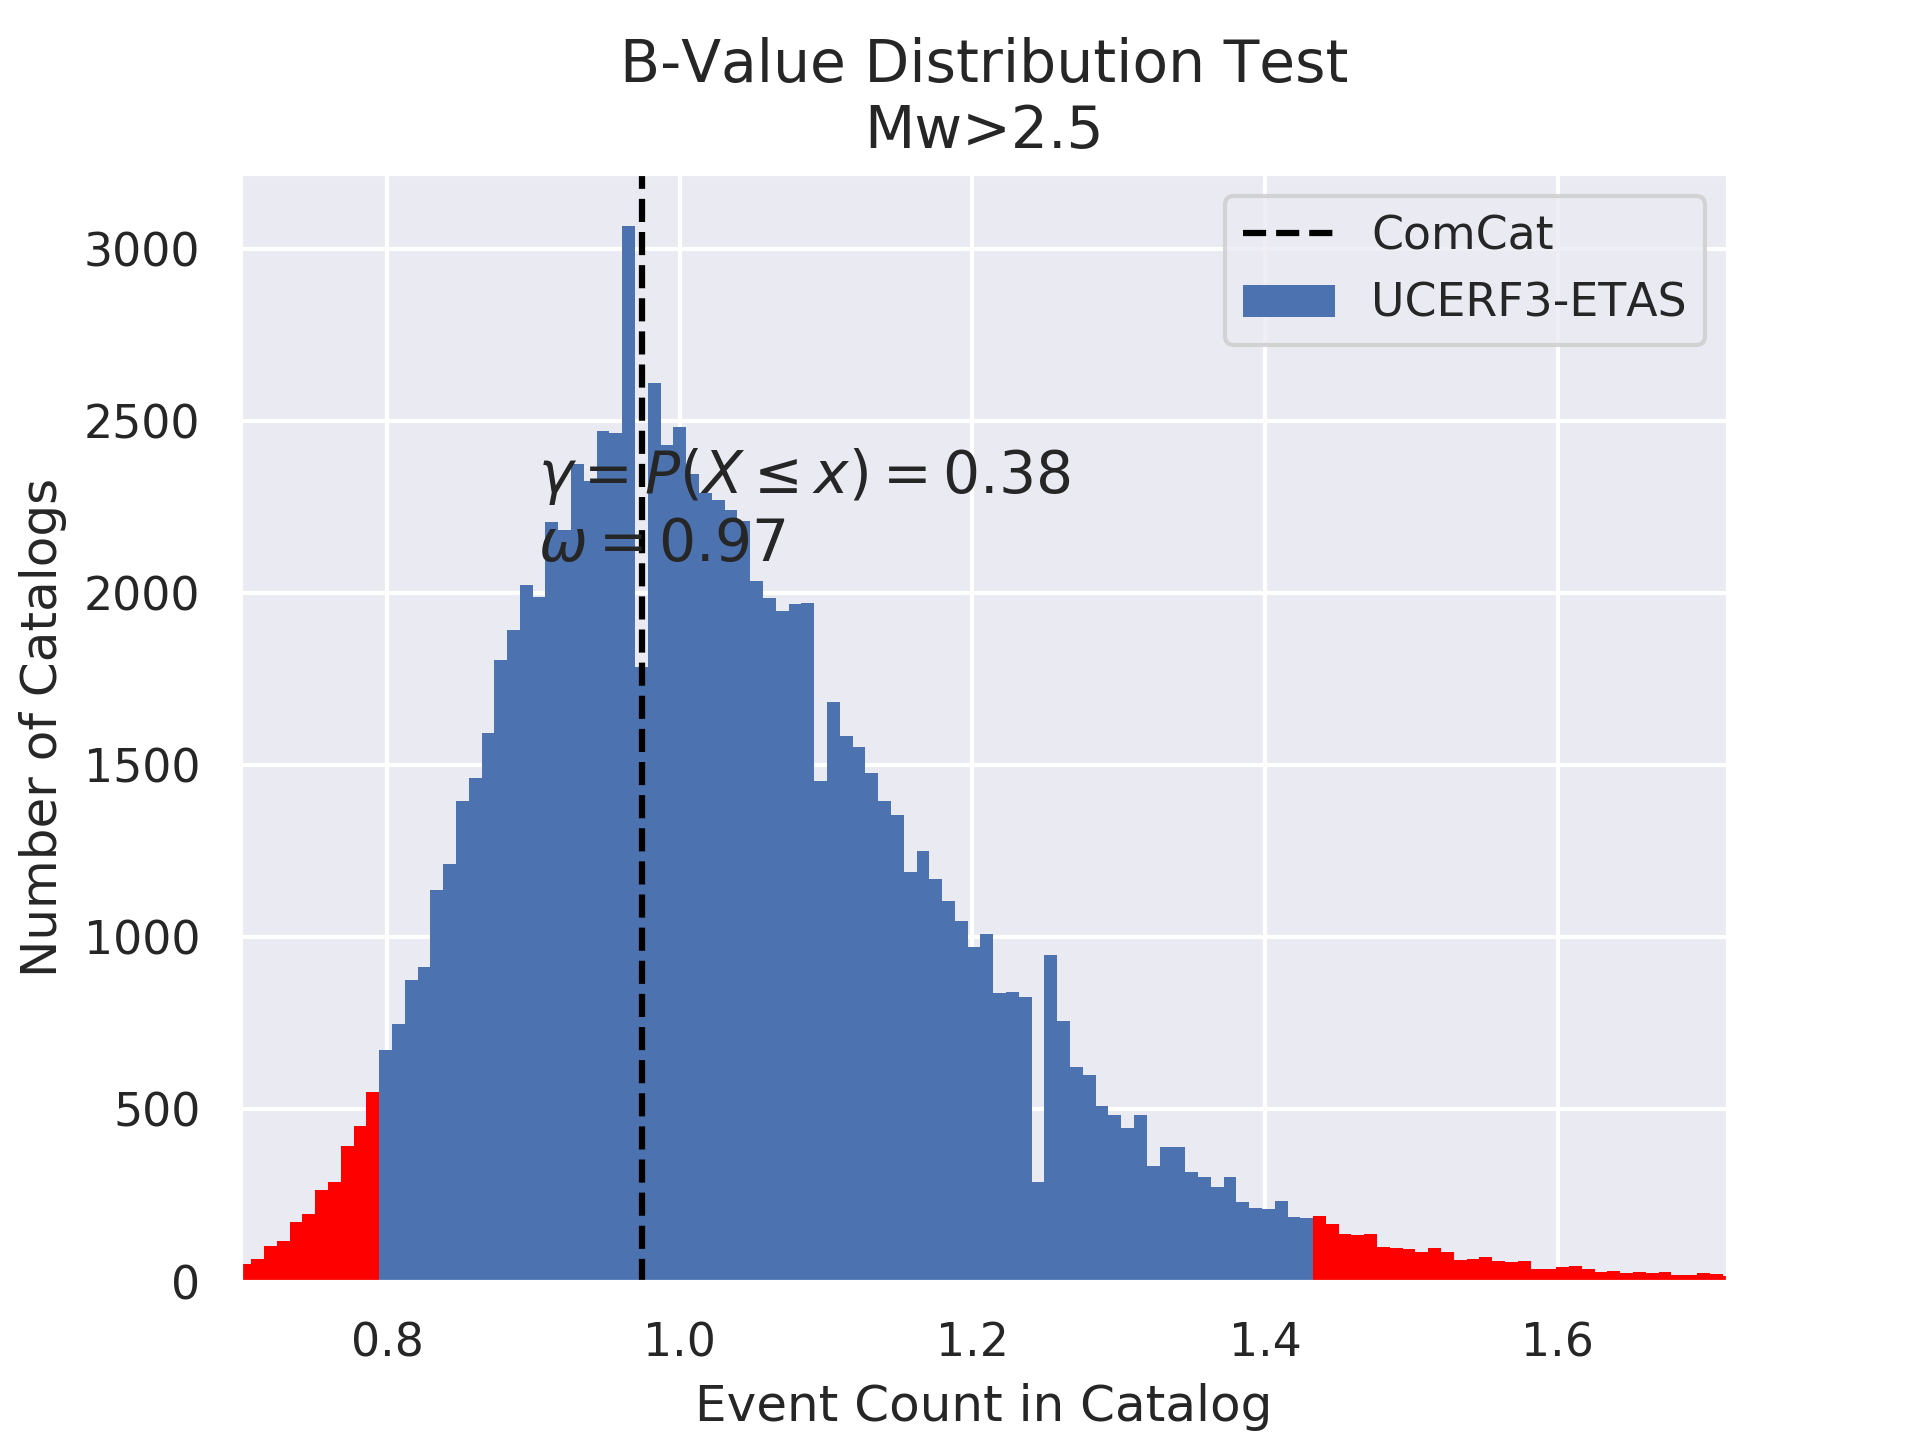 B-Value Distribution Test
Mw>2.5
ComCat
UCERF3-ETAS
γ = P(X ≤ x) = 0.38
ω = 0.97
Number of Catalogs
3000
2500
2000
1500
1000
500
0
0.8 1.0 1.2 1.4 1.6
Event Count in Catalog